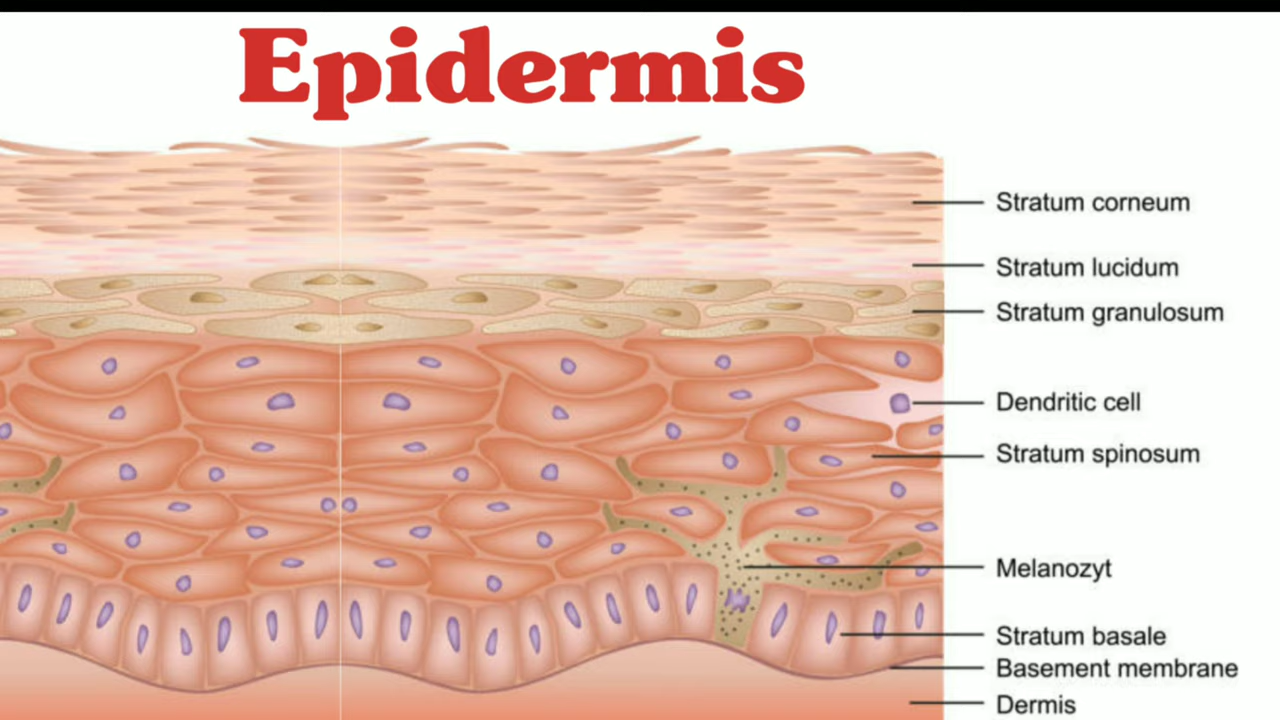 Epidermis
Stratum corneum
Stratum lucidum
Stratum granulosum
Dendritic cell
Stratum spinosum
Melanozyt
Stratum basale
Basement membrane
Dermis